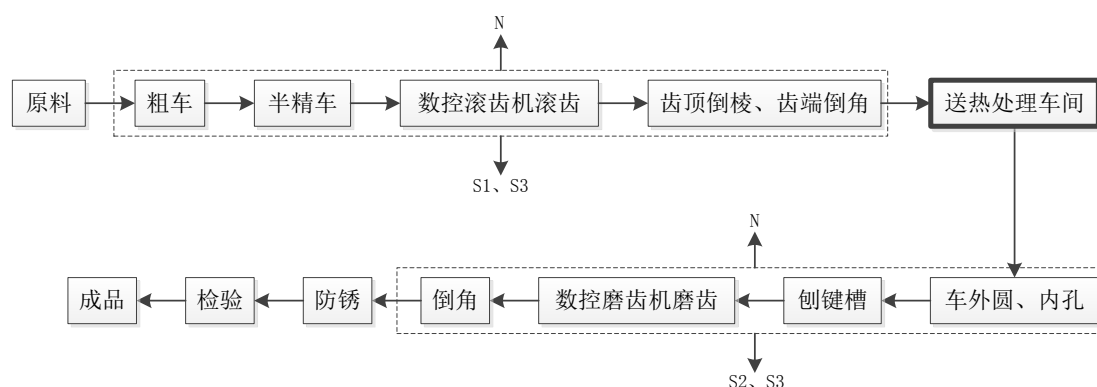 N
原料
粗车
半精车
数控滚齿机滚齿
齿顶倒棱、齿端倒角
送热处理车间
S1、S3
N
成品
检验
防锈
倒角
数控磨齿机磨齿
刨键槽
车外圆、内孔
S2、S3